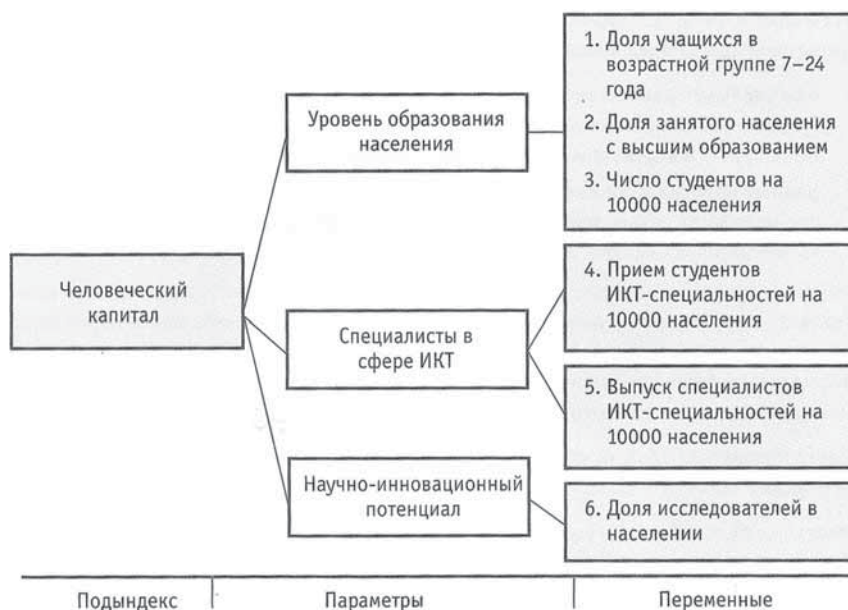 1. Доля учащихся в
возрастной группе 7–24
года
2. Доля занятого населения
с высшим образованием
3. Число студентов на
10000 населения
Уровень образования
населения
Человеческий
капитал
4. Прием студентов
ИКТ-специальностей на
10000 населения
Специалисты в
сфере ИКТ
5. Выпуск специалистов
ИКТ-специальностей на
10000 населения
Научно-инновационный
потенциал
6. Доля исследователей в
населении
Подындекс
Параметры
Переменные